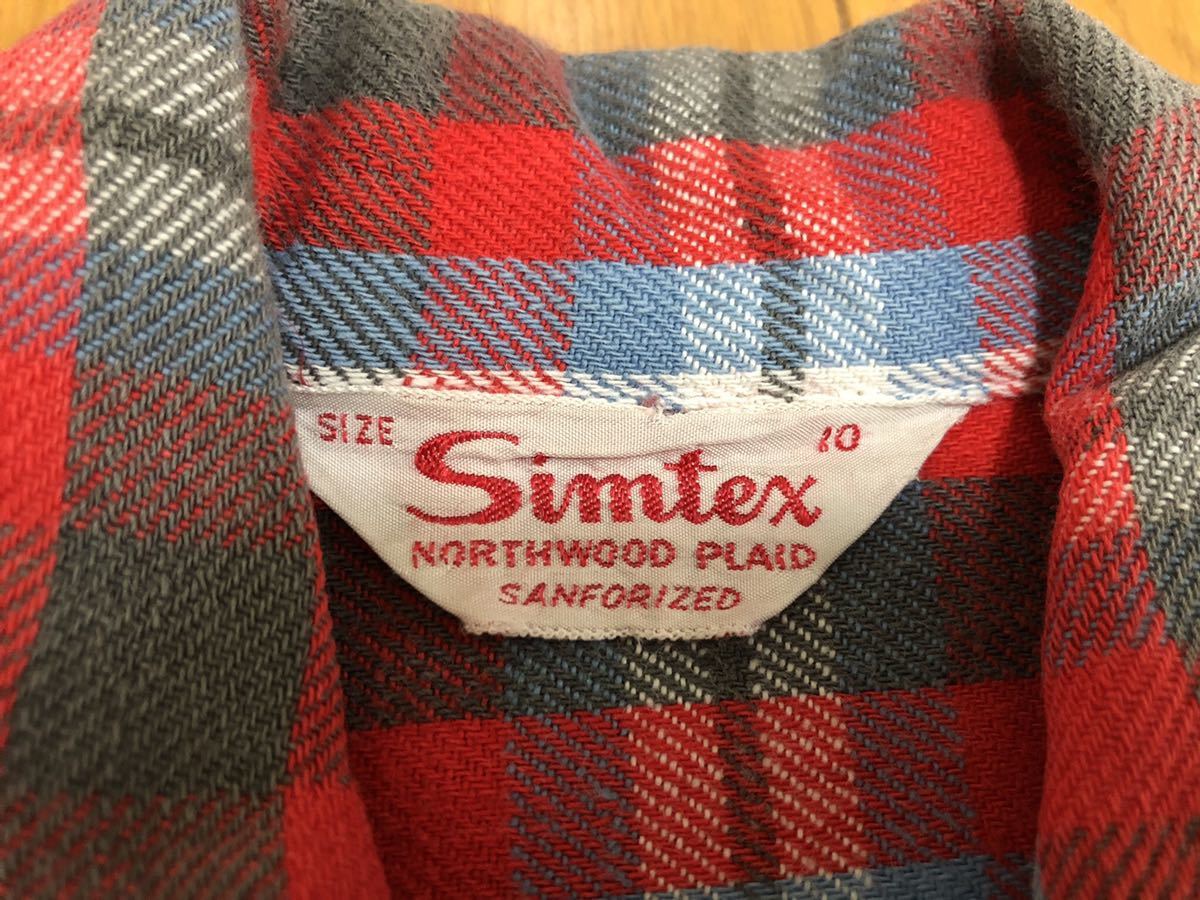 SIZE 10
Simtex
NORTHWOOD PLAID
SANFORIZED